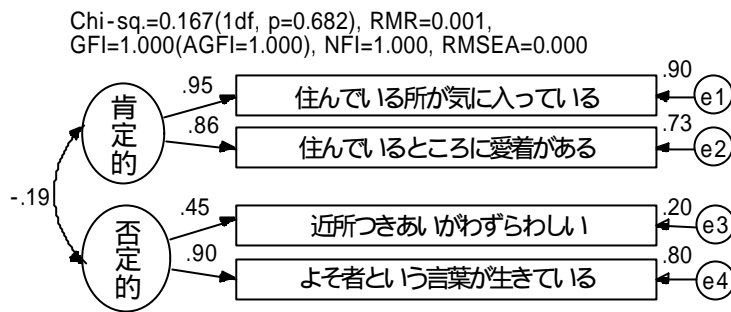 Chi-sq.=0.167(1df, p=0.682), RMR=0.001,
GFI=1.000(AGFI=1.000), NFI=1.000, RMSEA=0.000
肯定的
.95
住んでいる所が気に入っている
.90
e1
.86
住んでいるところに愛着がある
.73
e2
-.19
否定的
.45
近所つきあいがわずらわしい
.20
e3
.90
よそ者という言葉が生きている
.80
e4